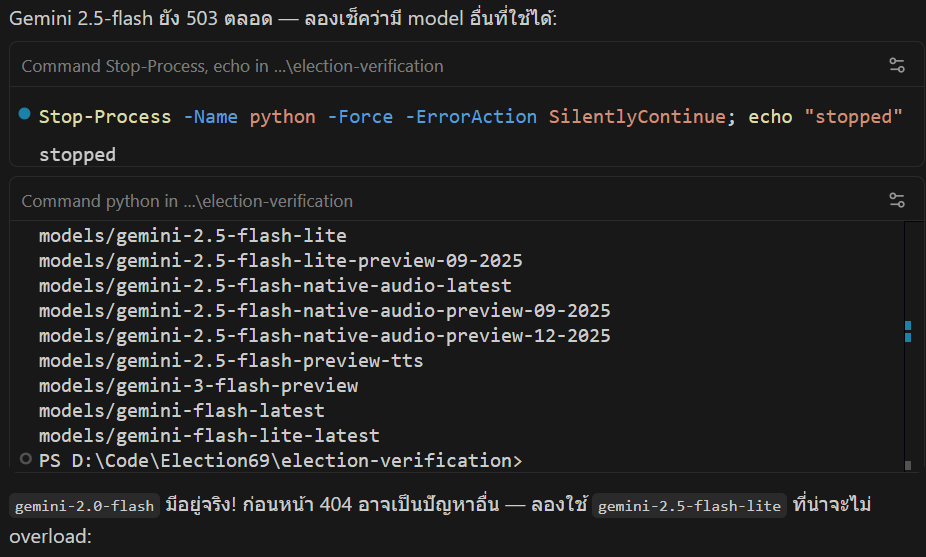 Gemini 2.5-flash ยัง 503 ตลอด — ลองเช็คว่ามี model อื่นที่ใช้ได้:
Command Stop-Process, echo in ...\election-verification
Stop-Process -Name python -Force -ErrorAction SilentlyContinue; echo "stopped"
stopped
Command python in ...\election-verification
models/gemini-2.5-flash-lite
models/gemini-2.5-flash-lite-preview-09-2025
models/gemini-2.5-flash-native-audio-latest
models/gemini-2.5-flash-native-audio-preview-09-2025
models/gemini-2.5-flash-native-audio-preview-12-2025
models/gemini-2.5-flash-preview-tts
models/gemini-3-flash-preview
models/gemini-flash-latest
models/gemini-flash-lite-latest
PS D:\Code\Election69\election-verification>
gemini-2.0-flash มีอยู่จริง! ก่อนหน้า 404 อาจเป็นปัญหาอื่น — ลองใช้ gemini-2.5-flash-lite ที่น่าจะไม่
overload: